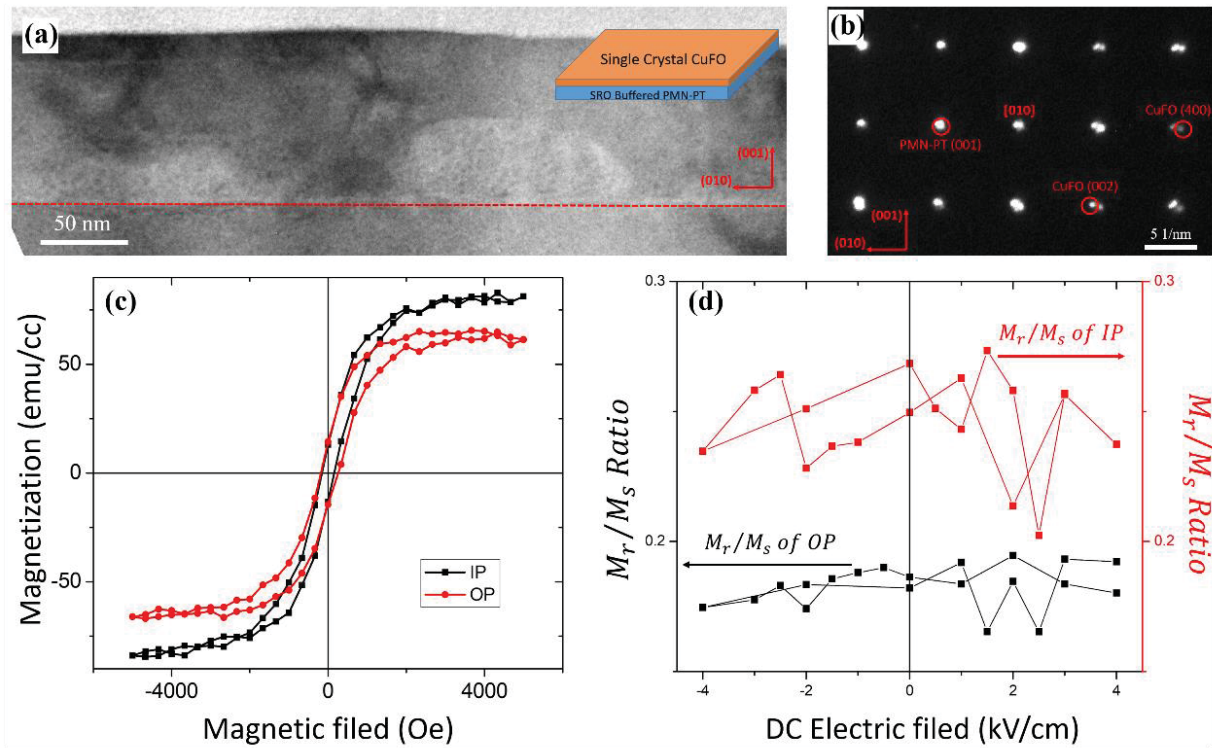 (a)
Single Crystal CuFO
SRO Buffered PMN-PT
(001)
(010)
50 nm
(b)
[010]
CuFO (400)
PMN-PT (001)
CuFO (002)
(001)
(010)
5 1/nm
(c)
Magnetization (emu/cc)
50
0
-50
IP
OP
-4000 0 4000
Magnetic filed (Oe)
(d)
0.3 0.3
M_r/M_s of IP
M_r/M_s Ratio
M_r/M_s Ratio
0.2 0.2
M_r/M_s of OP
-4 -2 0 2 4
DC Electric filed (kV/cm)